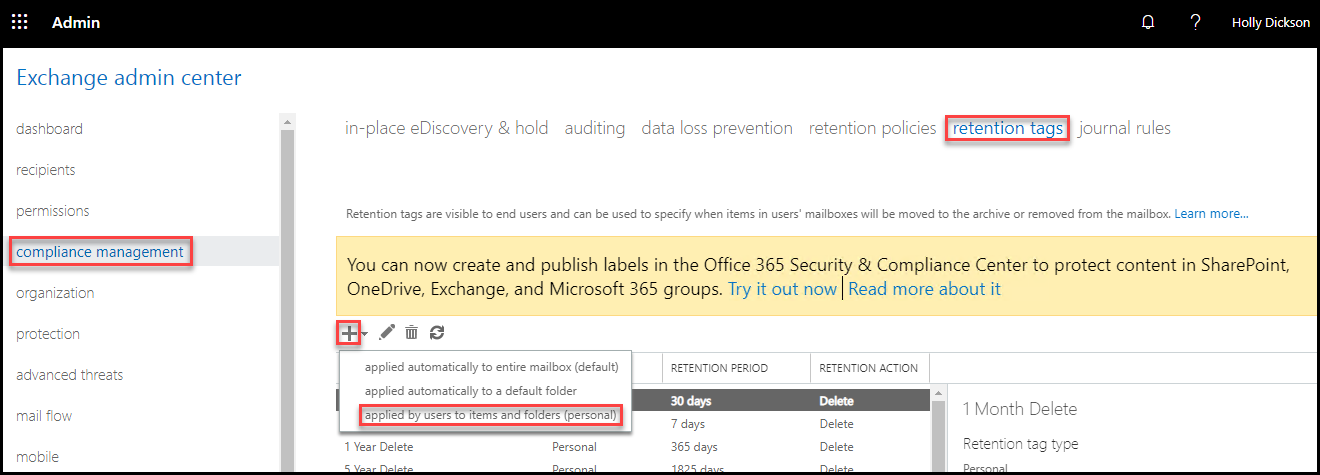 Admin
?
Holly Dickson
Exchange admin center
dashboard
recipients
permissions
compliance management
organization
protection
advanced threats
mail flow
mobile
in-place eDiscovery & hold auditing data loss prevention retention policies retention tags journal rules
Retention tags are visible to end users and can be used to specify when items in users' mailboxes will be moved to the archive or removed from the mailbox. Learn more...
You can now create and publish labels in the Office 365 Security & Compliance Center to protect content in SharePoint,
OneDrive, Exchange, and Microsoft 365 groups. Try it out now | Read more about it
applied automatically to entire mailbox (default)
applied automatically to a default folder
applied by users to items and folders (personal)
RETENTION PERIOD RETENTION ACTION
30 days Delete
7 days Delete
1 Year Delete Personal 365 days Delete
5 Year Delete Personal 1825 days Delete
1 Month Delete
Retention tag type
Personal